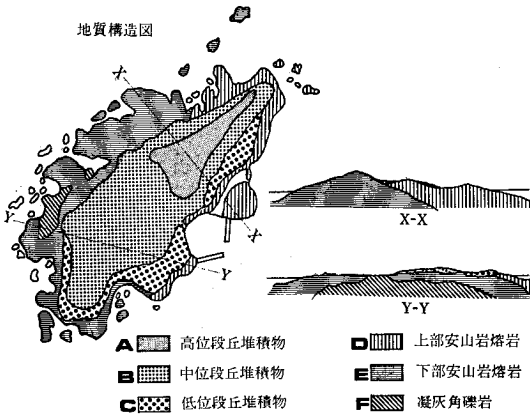 地質構造図
X
Y
X
Y
X-X
Y-Y
A 高位段丘堆積物
B 中位段丘堆積物
C 低位段丘堆積物
D 上部安山岩熔岩
E 下部安山岩熔岩
F 凝灰角礫岩